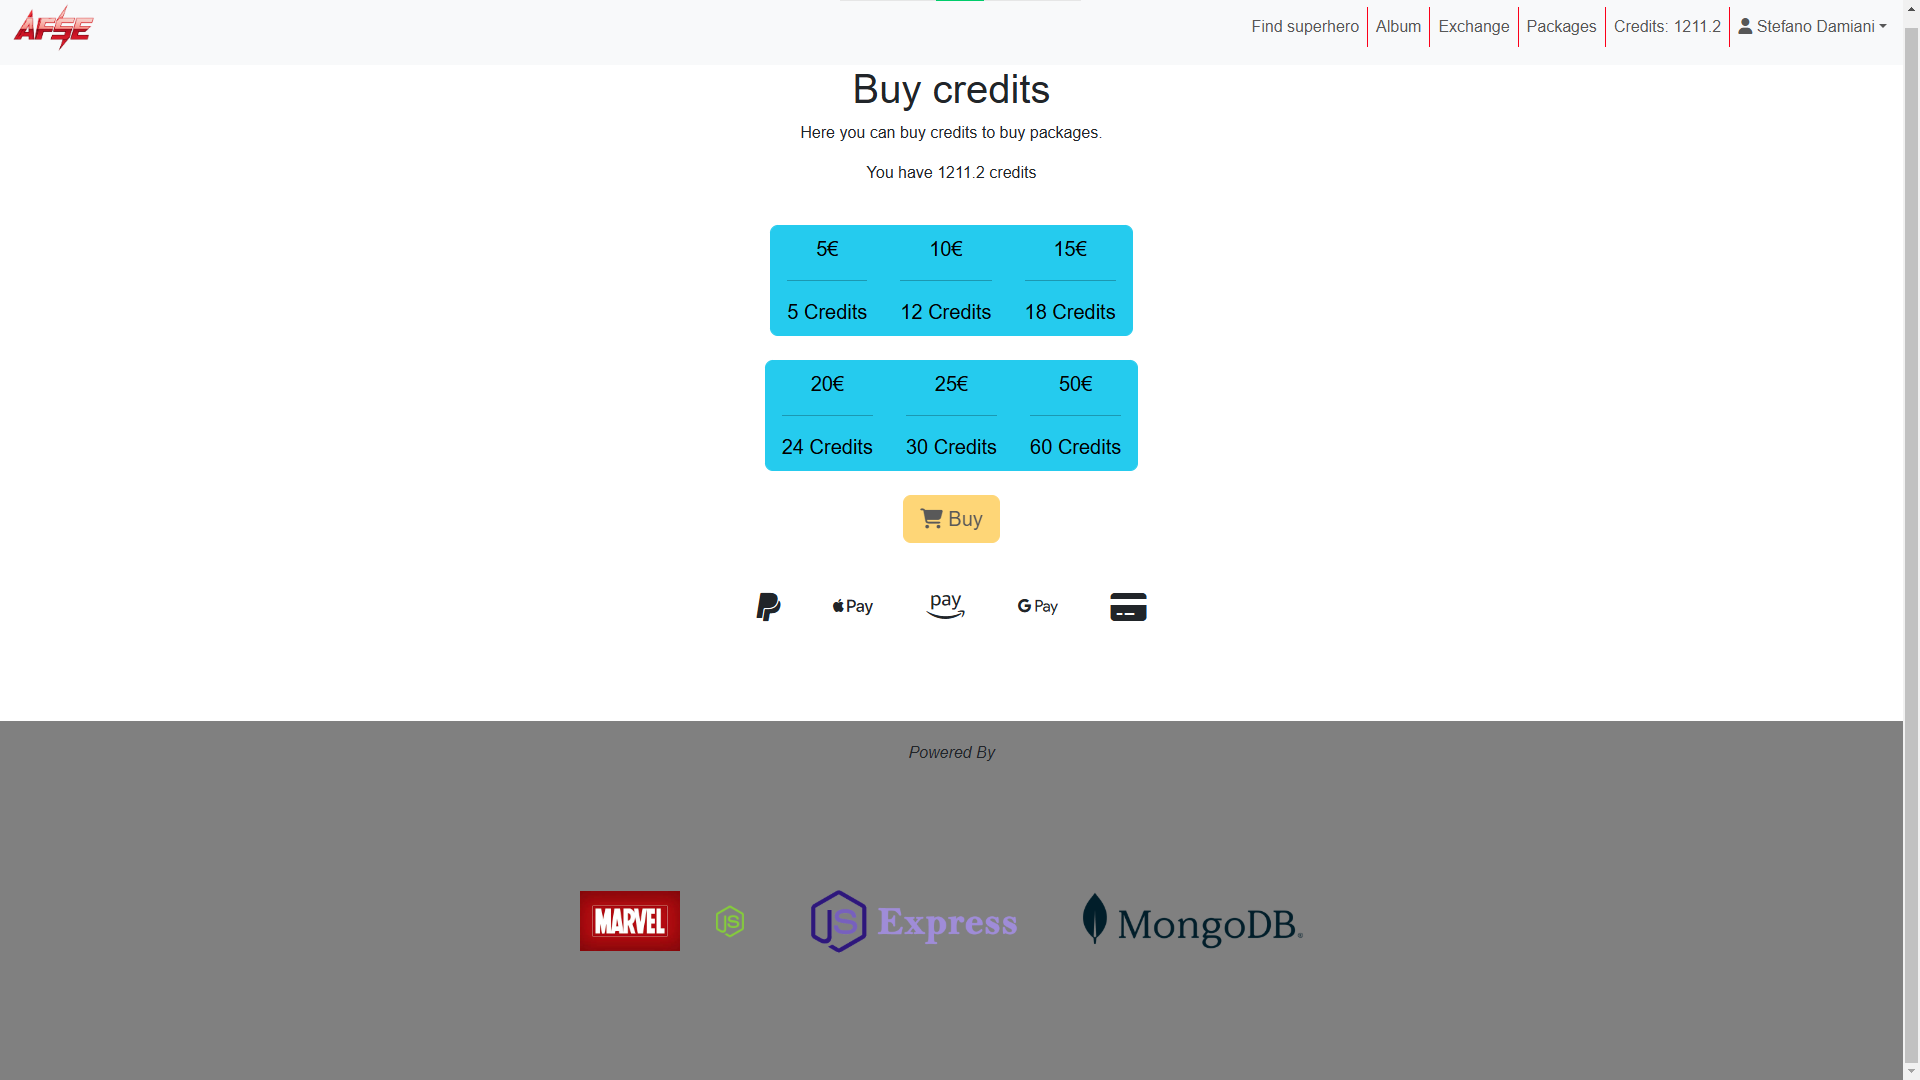 AFSE
Find superhero
Album
Exchange
Packages
Credits: 1211.2
Stefano Damiani
Buy credits
Here you can buy credits to buy packages.
You have 1211.2 credits
5€ 10€ 15€
5 Credits 12 Credits 18 Credits
20€ 25€ 50€
24 Credits 30 Credits 60 Credits
Buy
Pay pay G Pay
Powered By
MARVEL JS JS Express MongoDB®